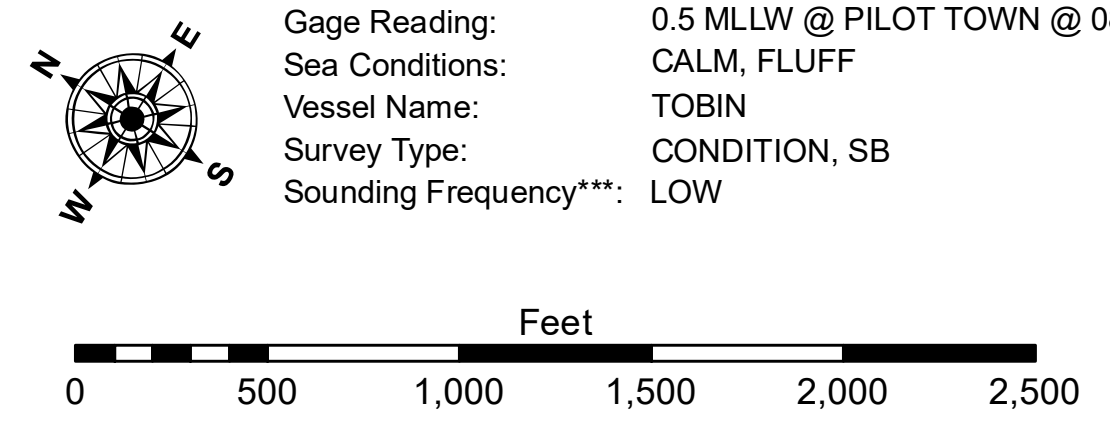 N
E
S
W
Gage Reading: 0.5 MLLW @ PILOT TOWN @
Sea Conditions: CALM, FLUFF
Vessel Name: TOBIN
Survey Type: CONDITION, SB
Sounding Frequency***: LOW
Feet
0 500 1,000 1,500 2,000 2,500